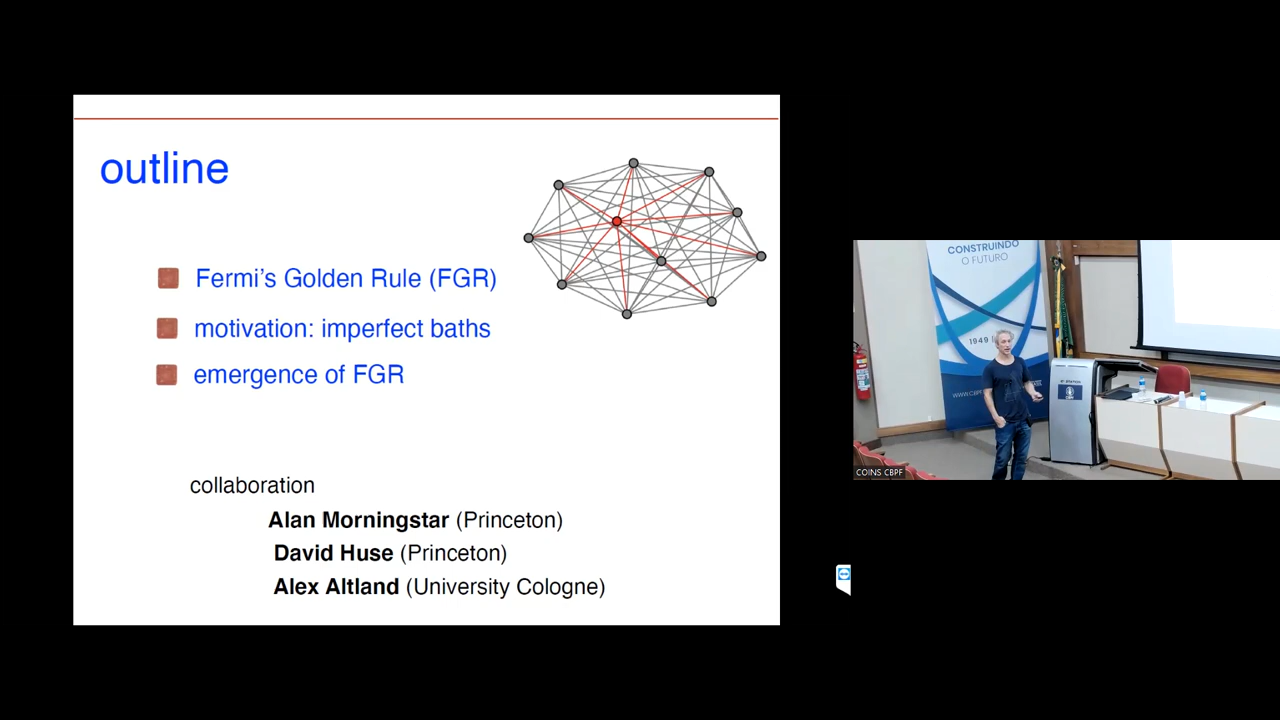 outline
Fermi's Golden Rule (FGR)
motivation: imperfect baths
emergence of FGR
collaboration
Alan Morningstar (Princeton)
David Huse (Princeton)
Alex Altland (University Cologne)
CONSTRUINDO
O FUTURO
1949
COINS CBPF